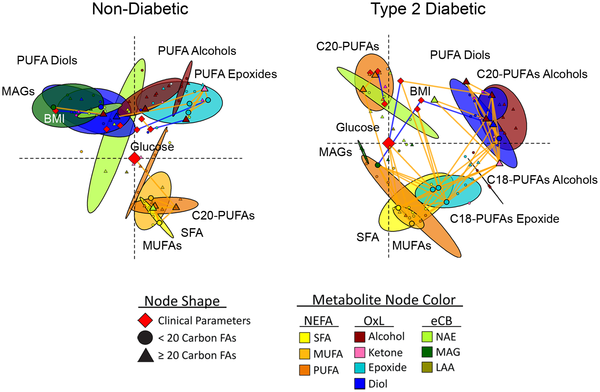 Non-Diabetic
PUFA Diols
PUFA Alcohols
PUFA Epoxides
MAGs
BMI
Glucose
C20-PUFAs
SFA
MUFAs
Type 2 Diabetic
C20-PUFAs
PUFA Diols
C20-PUFAs Alcohols
BMI
Glucose
MAGs
C18-PUFAs Alcohols
C18-PUFAs Epoxide
SFA
MUFAs
Node Shape
Clinical Parameters
< 20 Carbon FAs
≥ 20 Carbon FAs
Metabolite Node Color
NEFA
SFA
MUFA
PUFA
OxL
Alcohol
Ketone
Epoxide
Diol
eCB
NAE
MAG
LAA